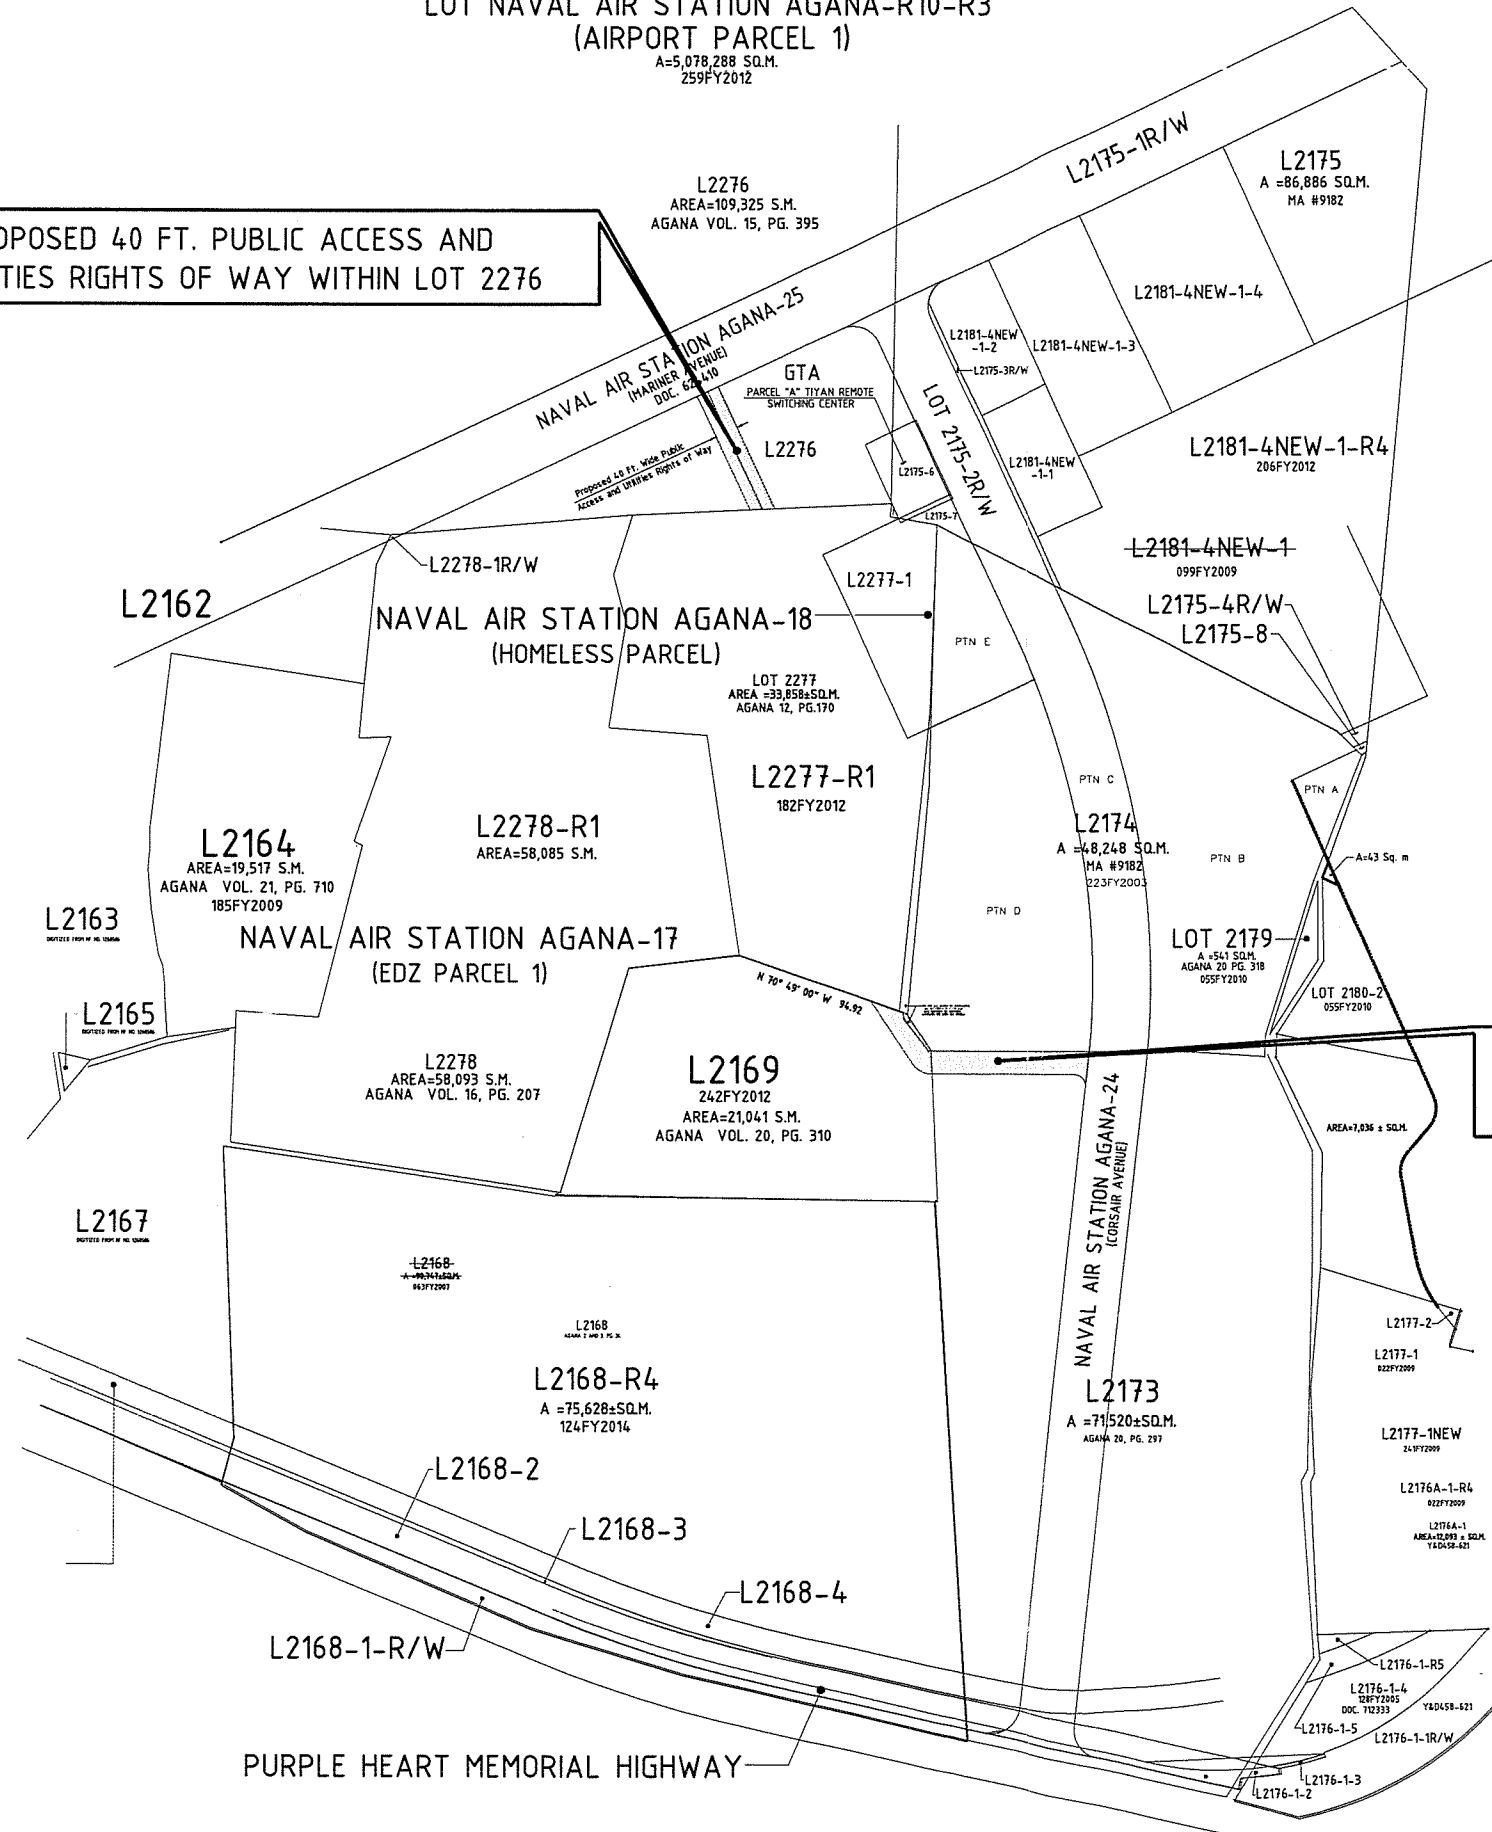 LOT NAVAL AIR STATION AGANA-R10-R3
(AIRPORT PARCEL 1)
A=5,078,288 SQ.M.
259FY2012
L2175-1R/W
L2175
A =86,886 SQ.M.
MA #9182
L2276
AREA=109,325 S.M.
AGANA VOL. 15, PG. 395
OPOSED 40 FT. PUBLIC ACCESS AND
TIES RIGHTS OF WAY WITHIN LOT 2276
NAVAL AIR STATION AGANA-25
(MARINER AVENUE)
DOC.
L2181-4NEW-1-4
L2181-4NEW
-1-2
L2181-4NEW-1-3
L2175-3R/W
GTA
PARCEL "A" TIYAN REMOTE
SWITCHING CENTER
LOT 2175-2R/W
L2276
Proposed 40 Ft. Wide Public
Access and Utilities Rights of Way
L2175-6
L2181-4NEW
-1-1
L2181-4NEW-1-R4
206FY2012
L2175-7
L2181-4NEW-1
099FY2009
L2278-1R/W
L2277-1
L2162
L2175-4R/W
NAVAL AIR STATION AGANA-18
(HOMELESS PARCEL)
L2175-8
PTN E
LOT 2277
AREA =33,858±SQ.M.
AGANA 12, PG.170
L2277-R1
182FY2012
PTN C
PTN A
L2278-R1
AREA=58,085 S.M.
L2174
A =48,248 SQ.M.
MA #9182
223FY2003
PTN B
A=43 Sq. m
L2164
AREA=19,517 S.M.
AGANA VOL. 21, PG. 710
185FY2009
PTN D
L2163
NAVAL AIR STATION AGANA-17
(EDZ PARCEL 1)
LOT 2179
A =541 SQ.M.
AGANA 20 PG. 318
055FY2010
N 70° 49' 00" W 94.92
LOT 2180-2
055FY2010
L2165
L2278
AREA=58,093 S.M.
AGANA VOL. 16, PG. 207
L2169
242FY2012
AREA=21,041 S.M.
AGANA VOL. 20, PG. 310
NAVAL AIR STATION AGANA-24
(CORSAIR AVENUE)
AREA=7,036 ± SQ.M.
L2167
L2168
063FY2007
L2168
L2177-2
L2177-1
022FY2009
L2168-R4
A =75,628±SQ.M.
124FY2014
L2173
A =71,520±SQ.M.
AGANA 20, PG. 297
L2177-1NEW
241FY2009
L2168-2
L2176A-1-R4
022FY2009
L2176A-1
AREA=12,093 ± SQ.M.
Y&D458-621
L2168-3
L2168-4
L2168-1-R/W
L2176-1-R5
L2176-1-4
128FY2005
DOC. 712333
Y&D458-621
L2176-1-5
L2176-1-1R/W
PURPLE HEART MEMORIAL HIGHWAY
L2176-1-3
L2176-1-2